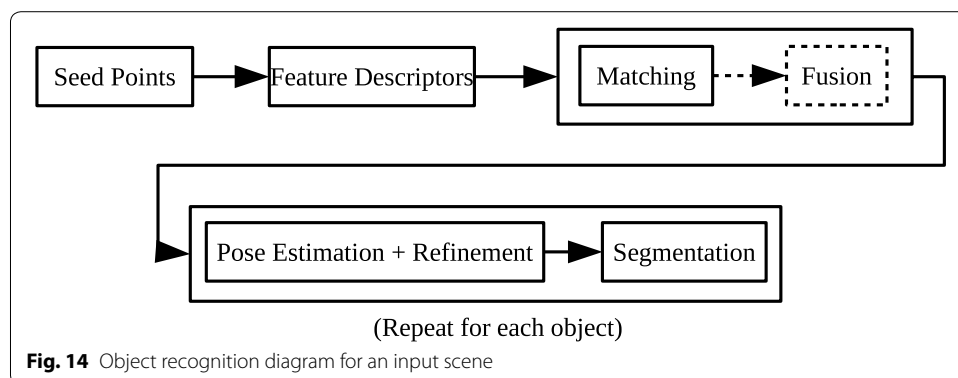 Seed Points
Feature Descriptors
Matching
Fusion
Pose Estimation + Refinement
Segmentation
(Repeat for each object)
Fig. 14 Object recognition diagram for an input scene